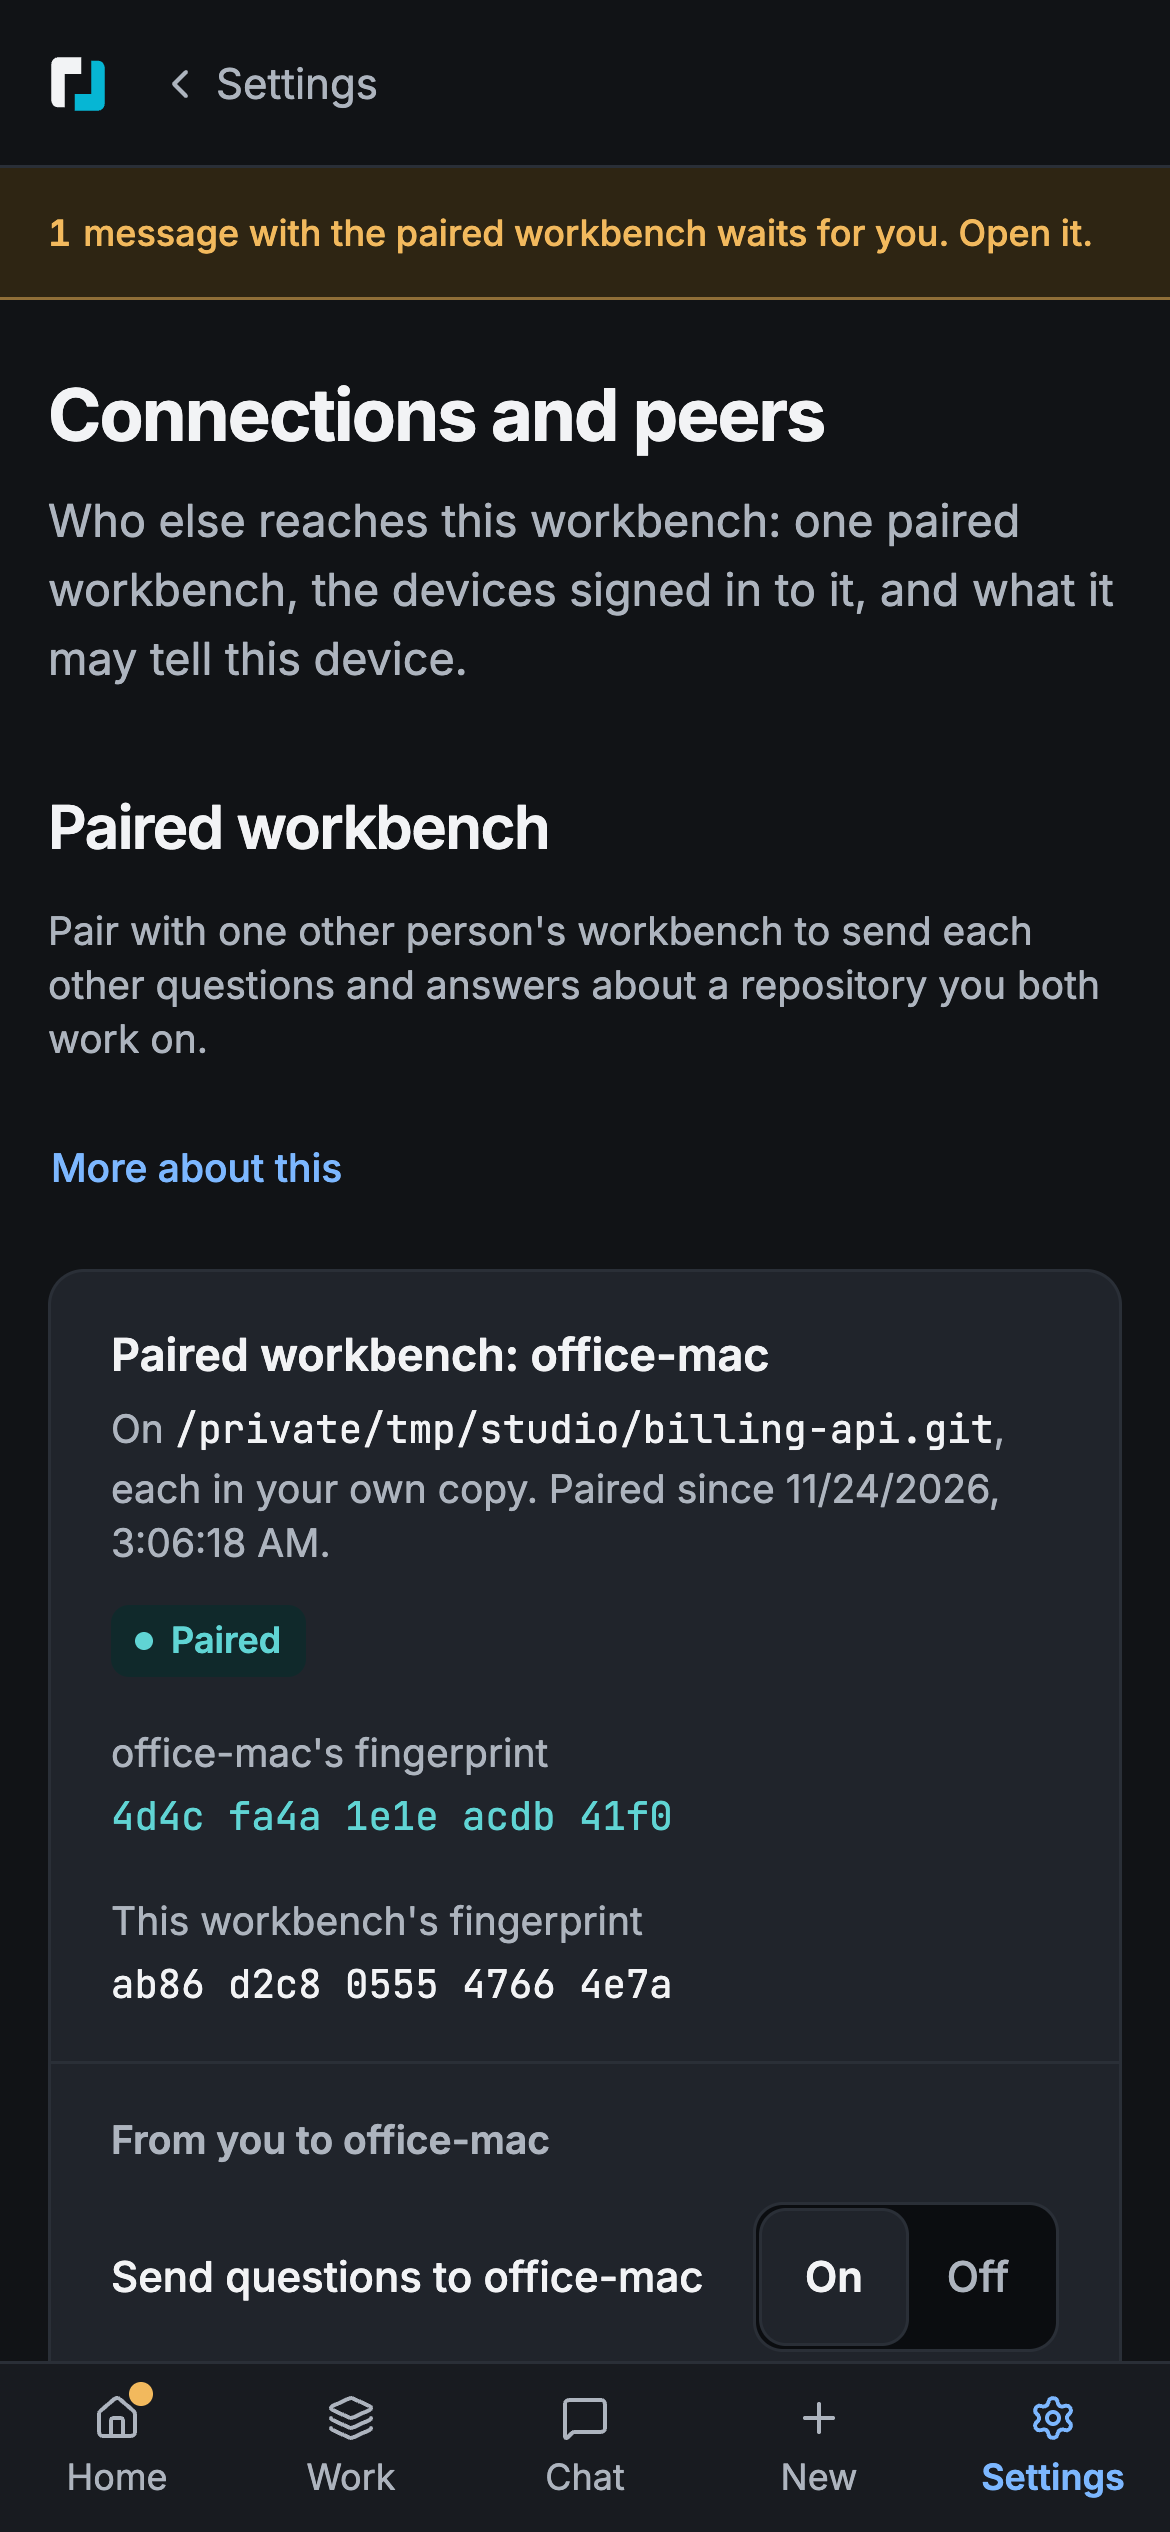 Settings
1 message with the paired workbench waits for you. Open it.
Connections and peers
Who else reaches this workbench: one paired
workbench, the devices signed in to it, and what it
may tell this device.
Paired workbench
Pair with one other person's workbench to send each
other questions and answers about a repository you both
work on.
More about this
Paired workbench: office-mac
On /private/tmp/studio/billing-api.git,
each in your own copy. Paired since 11/24/2026,
3:06:18 AM.
Paired
office-mac's fingerprint
4d4c fa4a 1e1e acdb 41f0
This workbench's fingerprint
ab86 d2c8 0555 4766 4e7a
From you to office-mac
Send questions to office-mac On Off
Home Work Chat New Settings